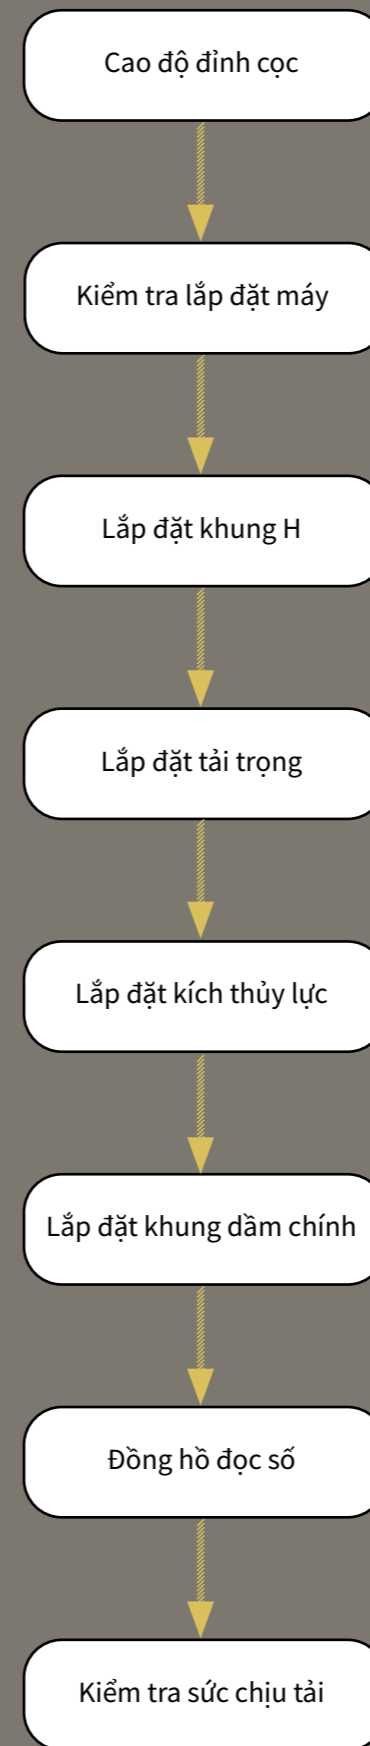 Cao độ đỉnh cọc
Kiểm tra lắp đặt máy
Lắp đặt khung H
Lắp đặt tải trọng
Lắp đặt kích thủy lực
Lắp đặt khung dầm chính
Đồng hồ đọc số
Kiểm tra sức chịu tải